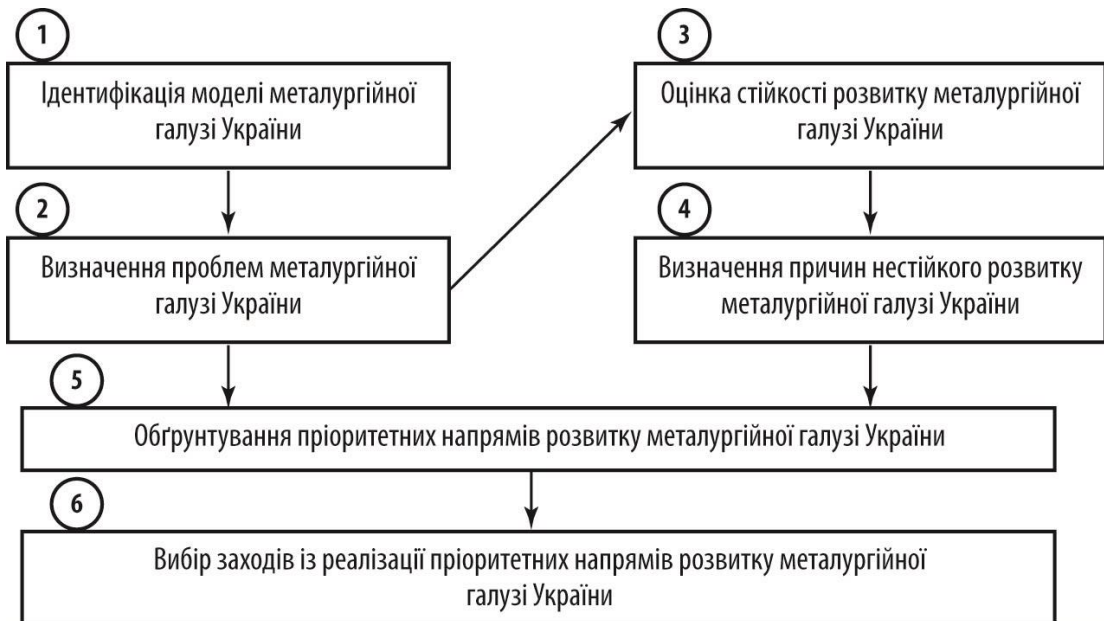 1
Ідентифікація моделі металургійної
галузі України
2
Визначення проблем металургійної
галузі України
3
Оцінка стійкості розвитку металургійної
галузі України
4
Визначення причин нестійкого розвитку
металургійної галузі України
5
Обґрунтування пріоритетних напрямів розвитку металургійної галузі України
6
Вибір заходів із реалізації пріоритетних напрямів розвитку металургійної
галузі України